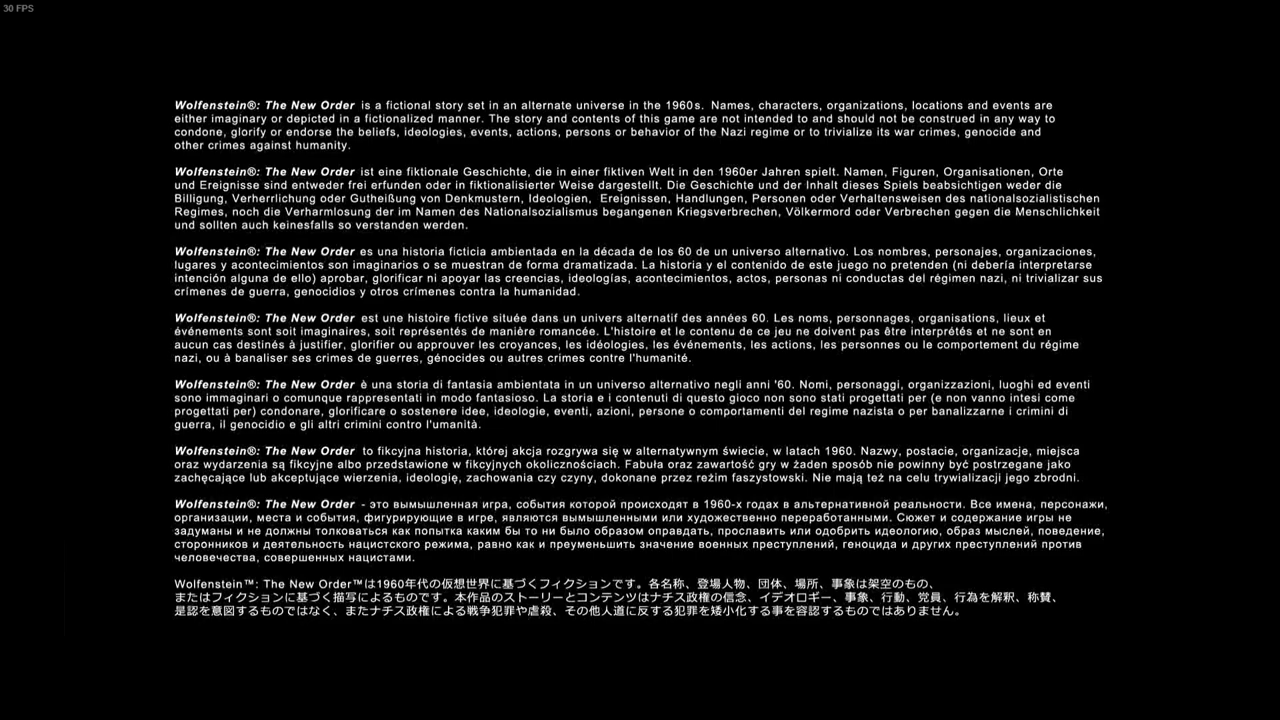 30 FPS
Wolfenstein®: The New Order is a fictional story set in an alternate universe in the 1960s. Names, characters, organizations, locations and events are
either imaginary or depicted in a fictionalized manner. The story and contents of this game are not intended to and should not be construed in any way to
condone, glorify or endorse the beliefs, ideologies, events, actions, persons or behavior of the Nazi regime or to trivialize its war crimes, genocide and
other crimes against humanity.
Wolfenstein®: The New Order ist eine fiktionale Geschichte, die in einer fiktiven Welt in den 1960er Jahren spielt. Namen, Figuren, Organisationen, Orte
und Ereignisse sind entweder frei erfunden oder in fiktionalisierter Weise dargestellt. Die Geschichte und der Inhalt dieses Spiels beabsichtigen weder die
Billigung, Verherrlichung oder Gutheißung von Denkmustern, Ideologien, Ereignissen, Handlungen, Personen oder Verhaltensweisen des nationalsozialistischen
Regimes, noch die Verharmlosung der im Namen des Nationalsozialismus begangenen Kriegsverbrechen, Völkermord oder Verbrechen gegen die Menschlichkeit
und sollten auch keinesfalls so verstanden werden.
Wolfenstein®: The New Order es una historia ficticia ambientada en la década de los 60 de un universo alternativo. Los nombres, personajes, organizaciones,
lugares y acontecimientos son imaginarios o se muestran de forma dramatizada. La historia y el contenido de este juego no pretenden (ni debería interpretarse
intención alguna de ello) aprobar, glorificar ni apoyar las creencias, ideologías, acontecimientos, actos, personas ni conductas del régimen nazi, ni trivializar sus
crímenes de guerra, genocidios y otros crímenes contra la humanidad.
Wolfenstein®: The New Order est une histoire fictive située dans un univers alternatif des années 60. Les noms, personnages, organisations, lieux et
événements sont soit imaginaires, soit représentés de manière romancée. L'histoire et le contenu de ce jeu ne doivent pas être interprétés et ne sont en
aucun cas destinés à justifier, glorifier ou approuver les croyances, les idéologies, les événements, les actions, les personnes ou le comportement du régime
nazi, ou à banaliser ses crimes de guerres, génocides ou autres crimes contre l'humanité.
Wolfenstein®: The New Order è una storia di fantasia ambientata in un universo alternativo negli anni '60. Nomi, personaggi, organizzazioni, luoghi ed eventi
sono immaginari o comunque rappresentati in modo fantasioso. La storia e i contenuti di questo gioco non sono stati progettati per (e non vanno intesi come
progettati per) condonare, glorificare o sostenere idee, ideologie, eventi, azioni, persone o comportamenti del regime nazista o per banalizzarne i crimini di
guerra, il genocidio e gli altri crimini contro l'umanità.
Wolfenstein®: The New Order to fikcyjna historia, której akcja rozgrywa się w alternatywnym świecie, w latach 1960. Nazwy, postacie, organizacje, miejsca
oraz wydarzenia są fikcyjne albo przedstawione w fikcyjnych okolicznościach. Fabuła oraz zawartość gry w żaden sposób nie powinny być postrzegane jako
zachęcające lub akceptujące wierzenia, ideologię, zachowania czy czyny, dokonane przez reżim faszystowski. Nie mają też na celu trywializacji jego zbrodni.
Wolfenstein®: The New Order - это вымышленная игра, события которой происходят в 1960-х годах в альтернативной реальности. Все имена, персонажи,
организации, места и события, фигурирующие в игре, являются вымышленными или художественно переработанными. Сюжет и содержание игры не
задуманы и не должны толковаться как попытка каким бы то ни было образом оправдать, прославить или одобрить идеологию, образ мыслей, поведение,
сторонников и деятельность нацистского режима, равно как и преуменьшить значение военных преступлений, геноцида и других преступлений против
человечества, совершенных нацистами.
Wolfenstein™: The New Order™は1960年代の仮想世界に基づくフィクションです。各名称、登場人物、団体、場所、事象は架空のもの、
またはフィクションに基づく描写によるものです。本作品のストーリーとコンテンツはナチス政権の信念、イデオロギー、事象、行動、党員、行為を解釈、称賛、
是認を意図するものではなく、またナチス政権による戦争犯罪や虐殺、その他人道に反する犯罪を矮小化する事を容認するものではありません。